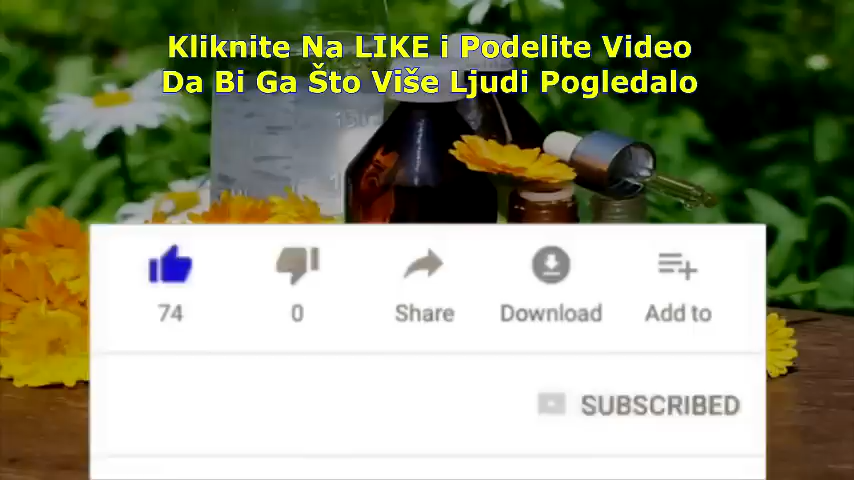 Kliknite Na LIKE i Podelite Video
Da Bi Ga Što Više Ljudi Pogledalo
150
74 0 Share Download Add to
SUBSCRIBED